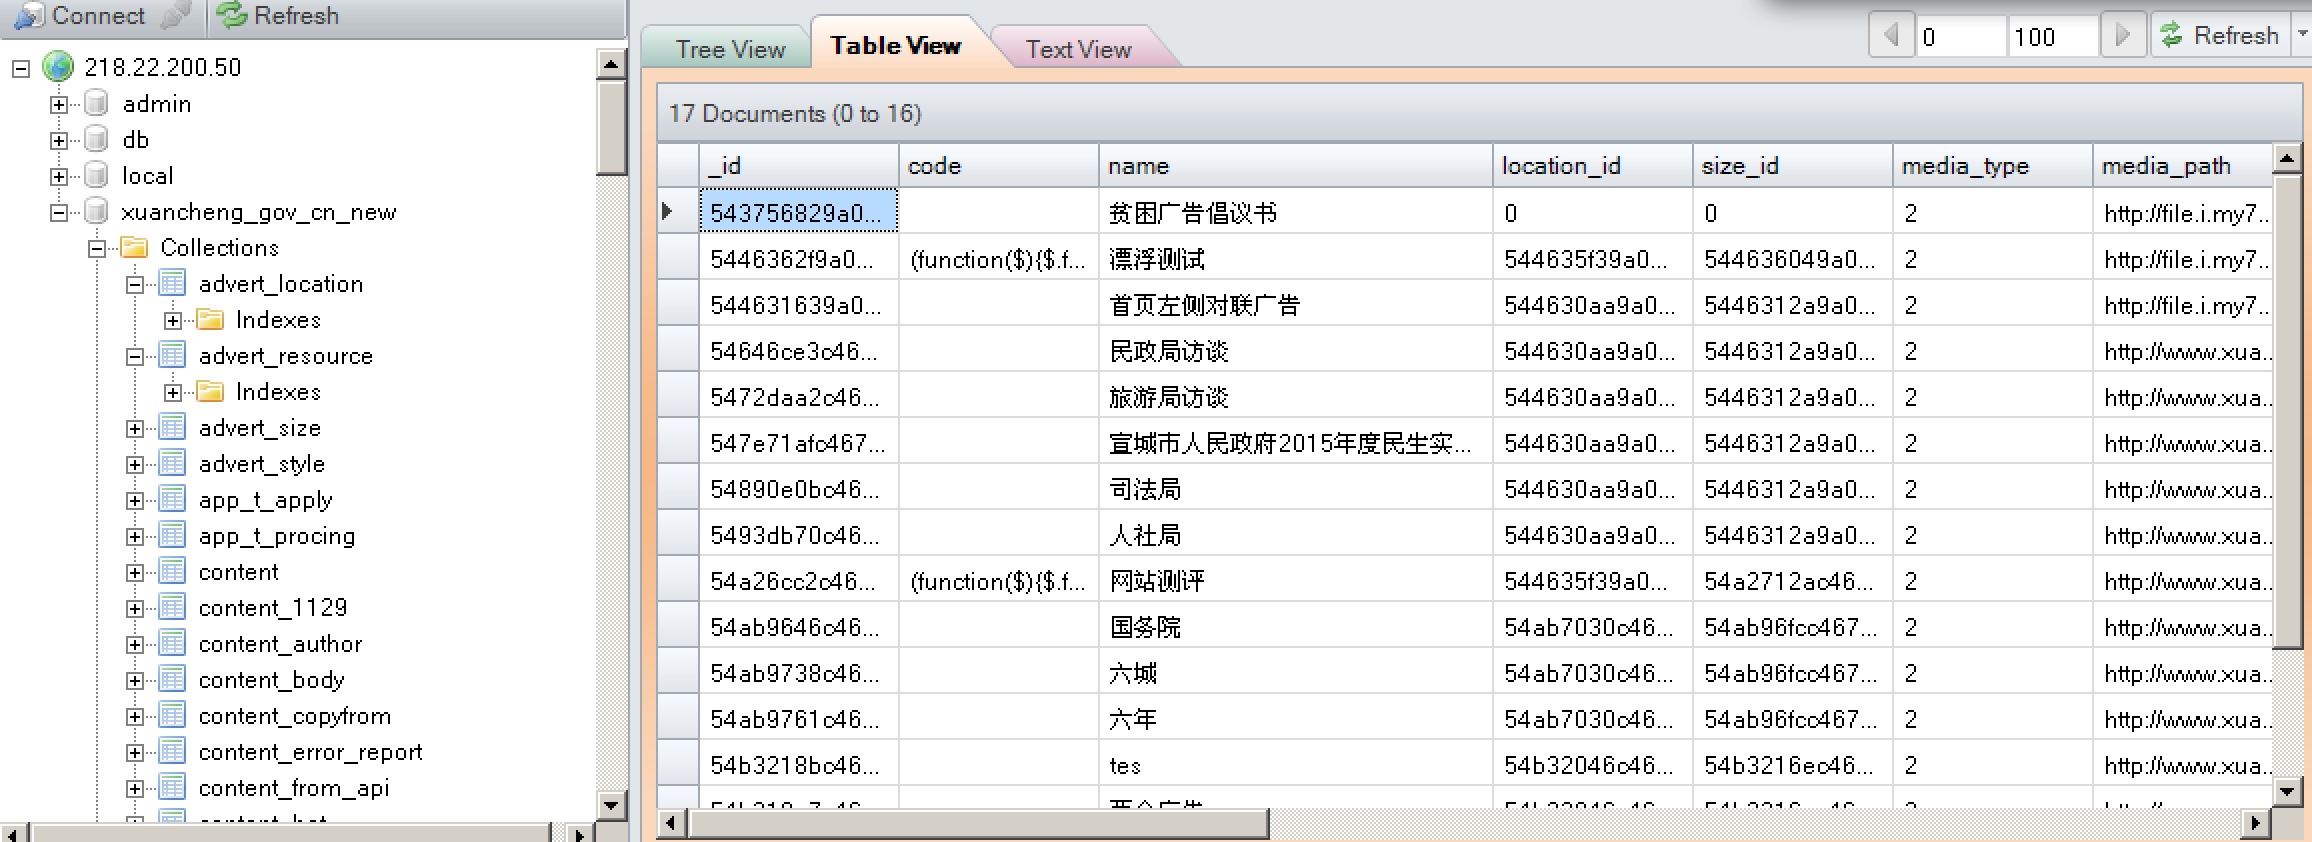 Connect Refresh
218.22.200.50
admin
db
local
xuancheng_gov_cn_new
Collections
advert_location
Indexes
advert_resource
Indexes
advert_size
advert_style
app_t_apply
app_t_procing
content
content_1129
content_author
content_body
content_copyfrom
content_error_report
content_from_api
Tree View Table View Text View 0 100 Refresh
17 Documents (0 to 16)
_id code name location_id size_id media_type media_path
543756829a0... 贫困广告倡议书 0 0 2 http://file.i.my7...
5446362f9a0... (function($){$.f... 漂浮测试 544635f39a0... 544636049a0... 2 http://file.i.my7...
544631639a0... 首页左侧对联广告 544630aa9a0... 5446312a9a0... 2 http://file.i.my7...
54646ce3c46... 民政局访谈 544630aa9a0... 5446312a9a0... 2 http://www.xua...
5472daa2c46... 旅游局访谈 544630aa9a0... 5446312a9a0... 2 http://www.xua...
547e71afc467... 宣城市人民政府2015年度民生实... 544630aa9a0... 5446312a9a0... 2 http://www.xua...
54890e0bc46... 司法局 544630aa9a0... 5446312a9a0... 2 http://www.xua...
5493db70c46... 人社局 544630aa9a0... 5446312a9a0... 2 http://www.xua...
54a26cc2c46... (function($){$.f... 网站测评 544635f39a0... 54a2712ac46... 2 http://www.xua...
54ab9646c46... 国务院 54ab7030c46... 54ab96fcc467... 2 http://www.xua...
54ab9738c46... 六城 54ab7030c46... 54ab96fcc467... 2 http://www.xua...
54ab9761c46... 六年 54ab7030c46... 54ab96fcc467... 2 http://www.xua...
54b3218bc46... tes 54b32046c46... 54b3216ec46... 2 http://www.xua...